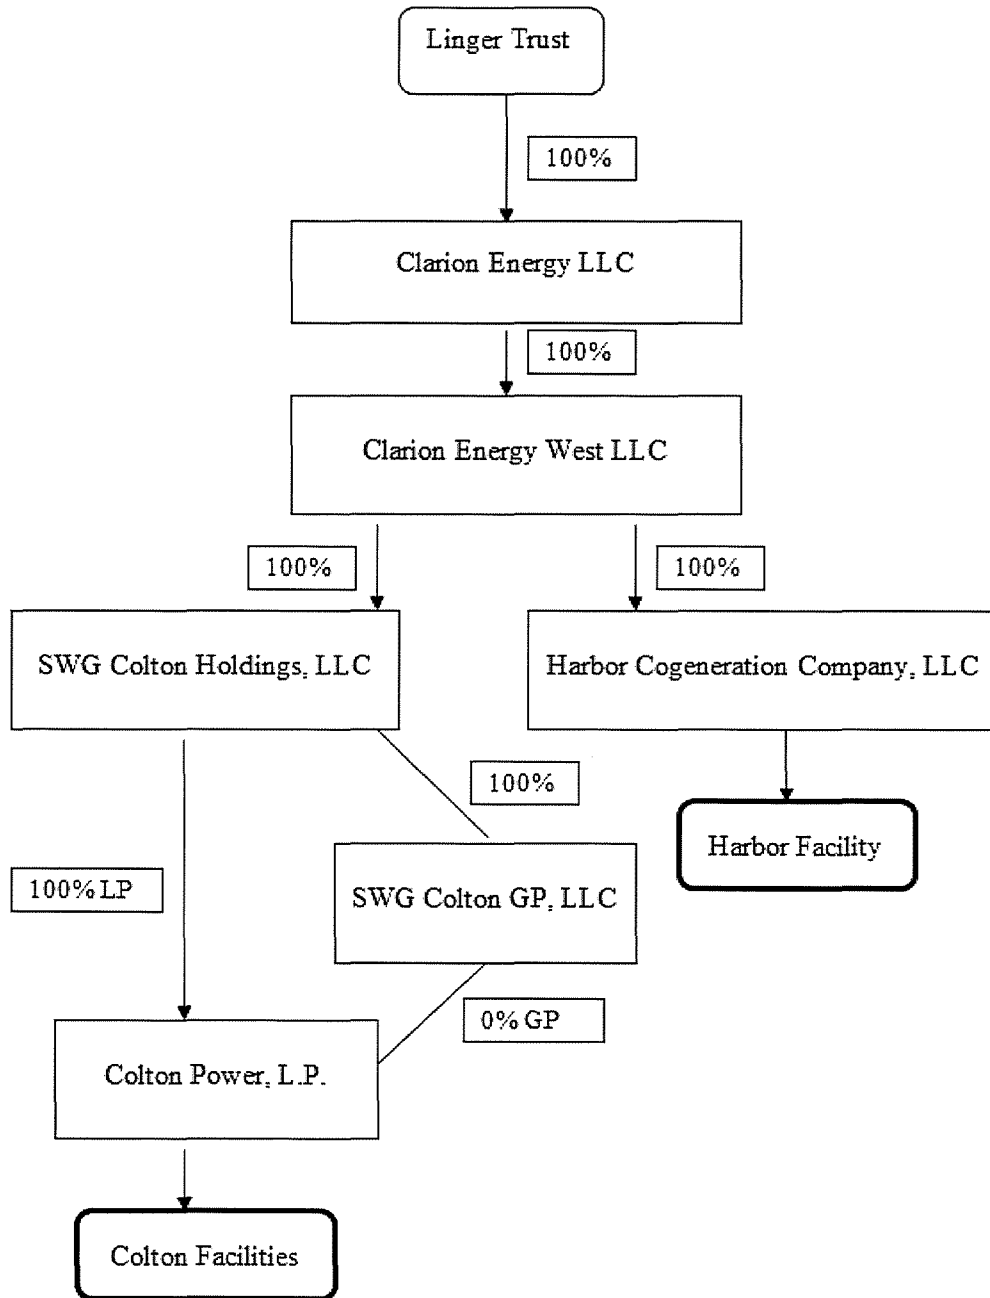 Linger Trust
100%
Clarion Energy LLC
100%
Clarion Energy West LLC
100%
100%
SWG Colton Holdings, LLC
Harbor Cogeneration Company, LLC
100%
Harbor Facility
100% LP
SWG Colton GP, LLC
0% GP
Colton Power, L.P.
Colton Facilities